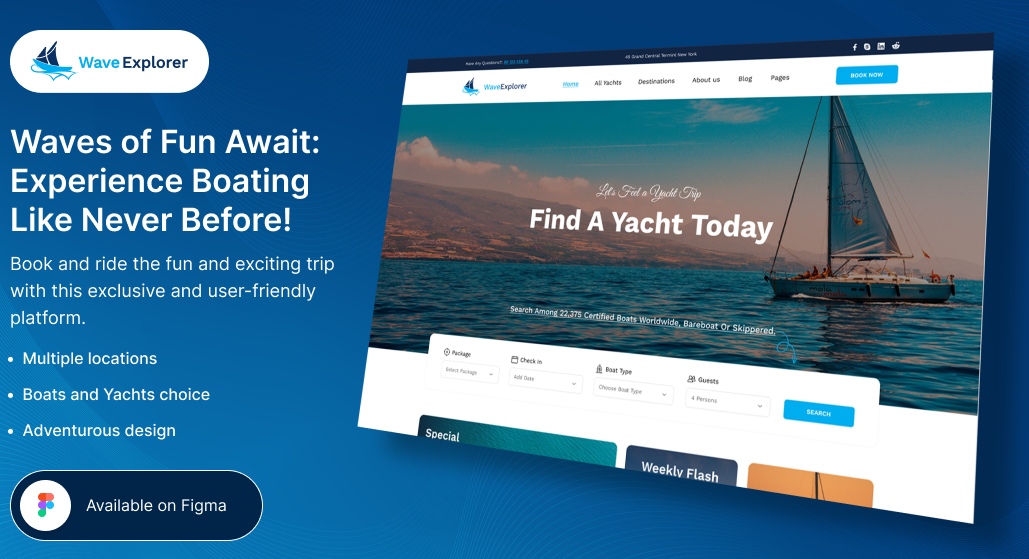 WaveExplorer
Waves of Fun Await:
Experience Boating
Like Never Before!
Book and ride the fun and exciting trip
with this exclusive and user-friendly
platform.
Multiple locations
Boats and Yachts choice
Adventurous design
Available on Figma
Have Any Questions?
45 Grand Central Termint New York
WaveExplorer
Home All Yachts Destinations About us Blog Pages BOOK NOW
Let's Feel a Yacht Trip
Find A Yacht Today
Search Among 22,375 Certified Boats Worldwide, Bareboat Or Skippered.
Package Check in Boat Type Guests
Select Package Add Date Choose Boat Type 4 Persons SEARCH
Special
Weekly Flash